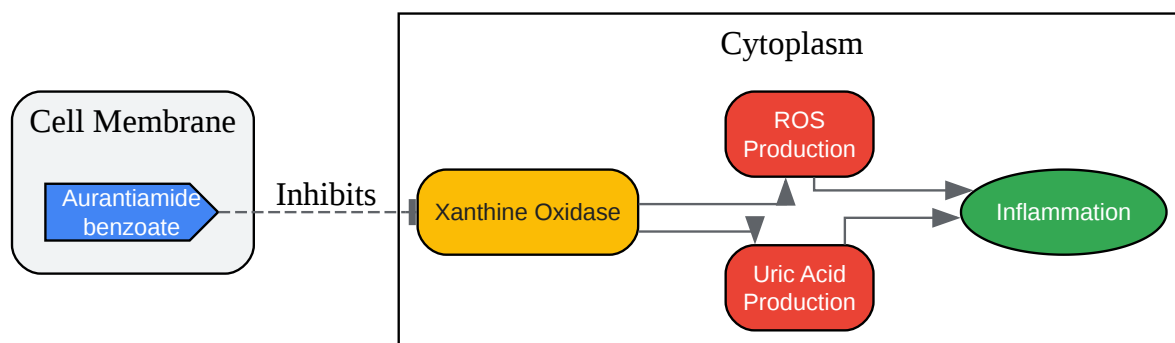 Cytoplasm
Cell Membrane
Aurantiamide
benzoate
Inhibits
Xanthine Oxidase
ROS
Production
Uric Acid
Production
Inflammation